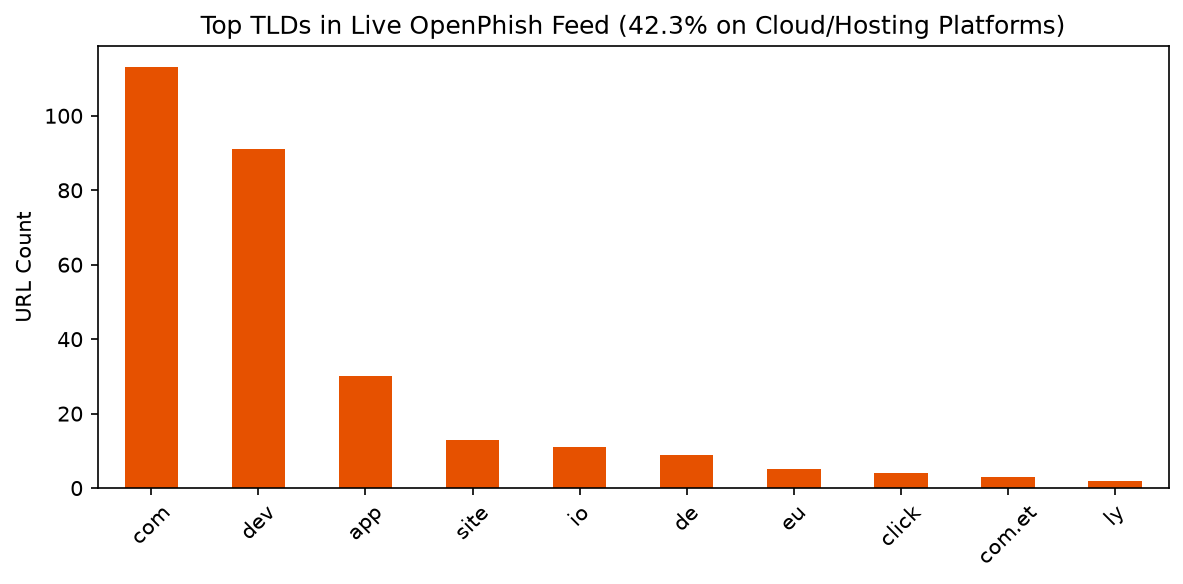 Top TLDs in Live OpenPhish Feed (42.3% on Cloud/Hosting Platforms)
URL Count
100
80
60
40
20
0
com
dev
app
site
io
de
eu
click
com.et
ly